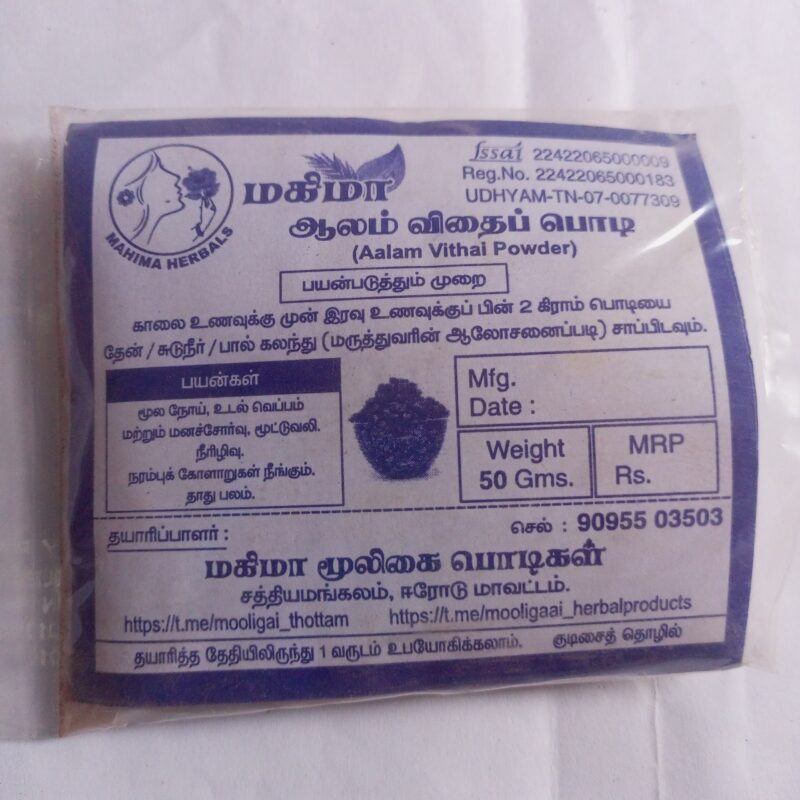 MAHIMA HERBALS
மகிமா
fssai 22422065000009
Reg.No. 22422065000183
UDHYAM-TN-07-0077309
ஆலம் விதைப் பொடி
(Aalam Vithai Powder)
பயன்படுத்தும் முறை
காலை உணவுக்கு முன் இரவு உணவுக்குப் பின் 2 கிராம் பொடியை
தேன் / சுடுநீர் / பால் கலந்து (மருத்துவரின் ஆலோசனைப்படி) சாப்பிடவும்.
பயன்கள்
மூல நோய், உடல் வெப்பம்
மற்றும் மனச்சோர்வு, மூட்டுவலி.
நீரிழிவு.
நரம்புக் கோளாறுகள் நீங்கும்.
தாது பலம்.
Mfg.
Date :
Weight
50 Gms.
MRP
Rs.
தயாரிப்பாளர் :
செல் : 90955 03503
மகிமா மூலிகை பொடிகள்
சத்தியமங்கலம், ஈரோடு மாவட்டம்.
https://t.me/mooligai_thottam https://t.me/mooligaai_herbalproducts
தயாரித்த தேதியிலிருந்து 1 வருடம் உபயோகிக்கலாம். குடிசைத் தொழில்